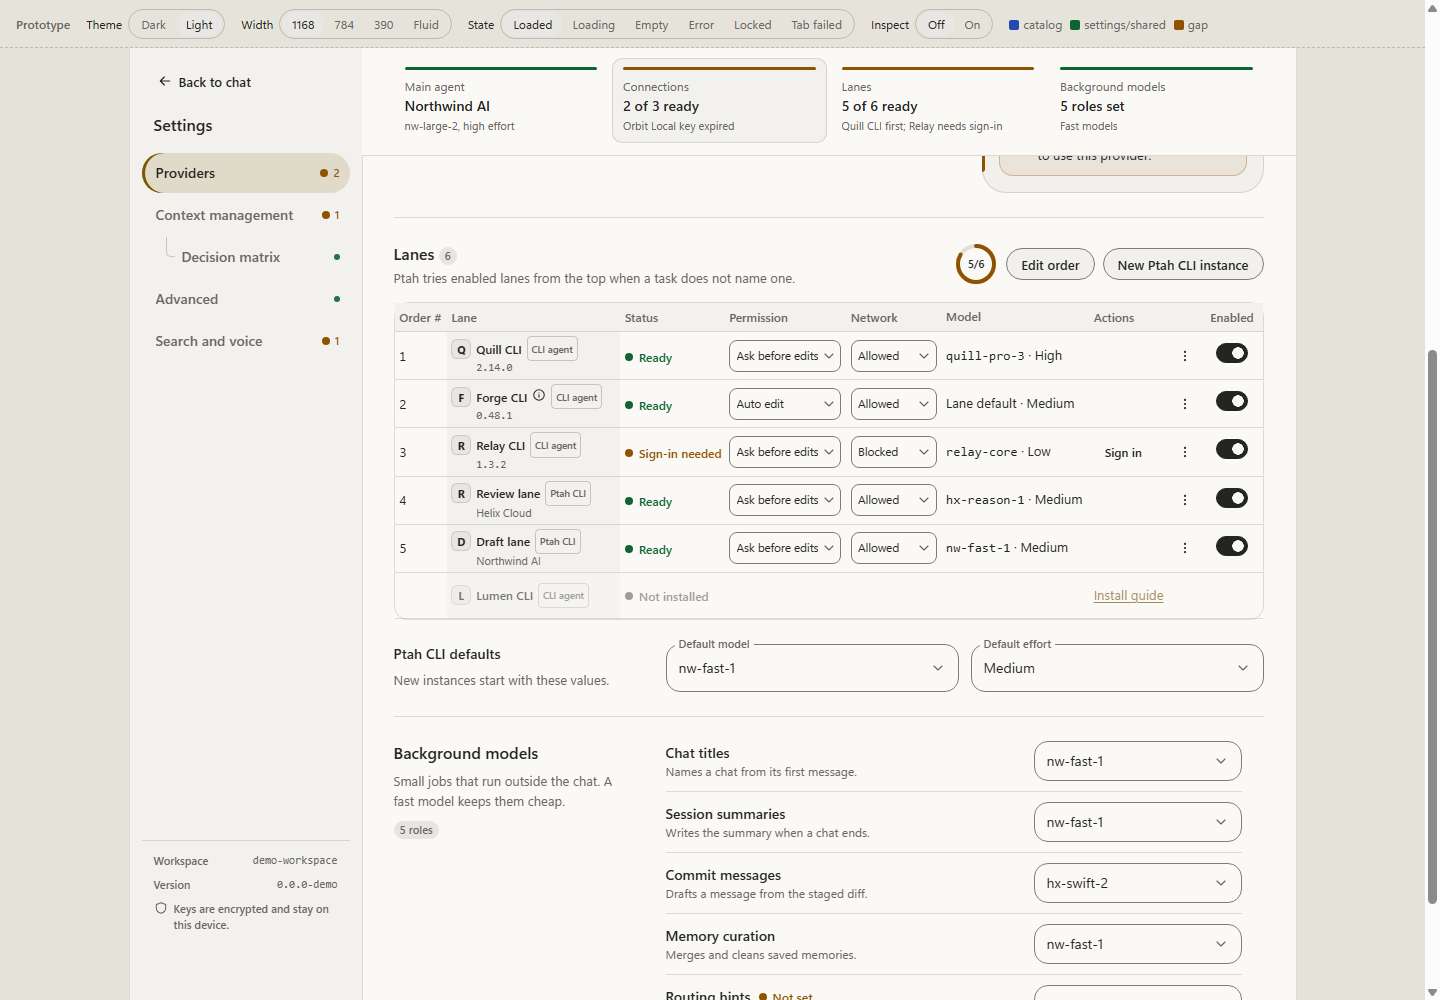 Prototype Theme Dark Light Width 1168 784 390 Fluid State Loaded Loading Empty Error Locked Tab failed Inspect Off On catalog settings/shared gap
Back to chat
Settings
Providers 2
Context management 1
Decision matrix
Advanced
Search and voice 1
Workspace demo-workspace
Version 0.0.0-demo
Keys are encrypted and stay on
this device.
Main agent
Northwind AI
nw-large-2, high effort
Connections
2 of 3 ready
Orbit Local key expired
Lanes
5 of 6 ready
Quill CLI first; Relay needs sign-in
Background models
5 roles set
Fast models
to use this provider.
Lanes 6
Ptah tries enabled lanes from the top when a task does not name one.
5/6 Edit order New Ptah CLI instance
Order # Lane Status Permission Network Model Actions Enabled
1 Q Quill CLI CLI agent Ready Ask before edits Allowed quill-pro-3 · High
2.14.0
2 F Forge CLI CLI agent Ready Auto edit Allowed Lane default · Medium
0.48.1
3 R Relay CLI CLI agent Sign-in needed Ask before edits Blocked relay-core · Low Sign in
1.3.2
4 R Review lane Ptah CLI Ready Ask before edits Allowed hx-reason-1 · Medium
Helix Cloud
5 D Draft lane Ptah CLI Ready Ask before edits Allowed nw-fast-1 · Medium
Northwind AI
L Lumen CLI CLI agent Not installed Install guide
Ptah CLI defaults
New instances start with these values.
Default model
nw-fast-1
Default effort
Medium
Background models
Small jobs that run outside the chat. A
fast model keeps them cheap.
5 roles
Chat titles
Names a chat from its first message.
nw-fast-1
Session summaries
Writes the summary when a chat ends.
nw-fast-1
Commit messages
Drafts a message from the staged diff.
hx-swift-2
Memory curation
Merges and cleans saved memories.
nw-fast-1
Routing hints Not set